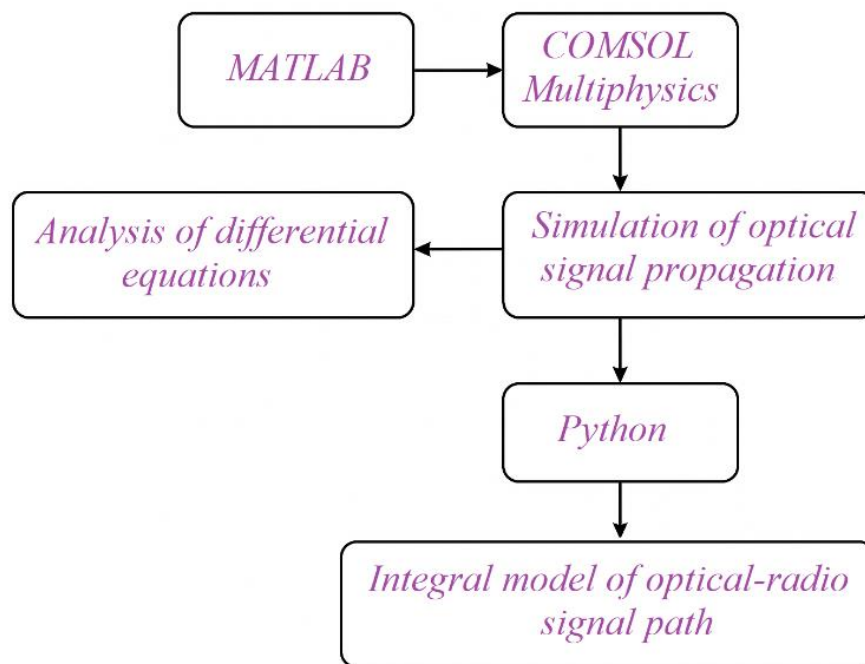 MATLAB
COMSOL
Multiphysics
Analysis of differential
equations
Simulation of optical
signal propagation
Python
Integral model of optical-radio
signal path